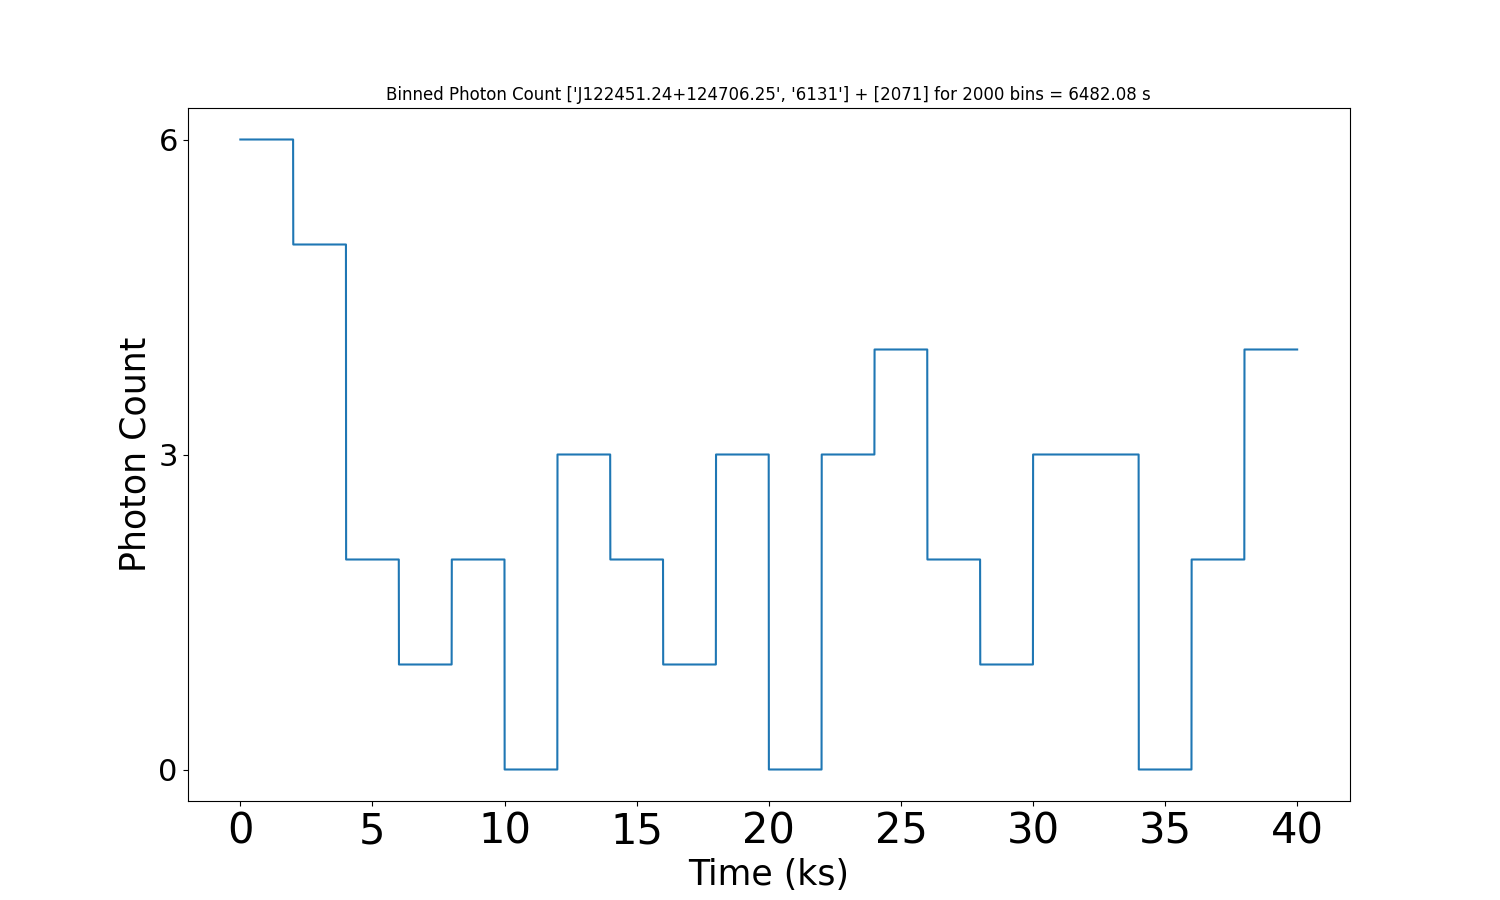 Binned Photon Count ['J122451.24+124706.25', '6131'] + [2071] for 2000 bins = 6482.08 s
6
3
0
Photon Count
0 5 10 15 20 25 30 35 40
Time (ks)